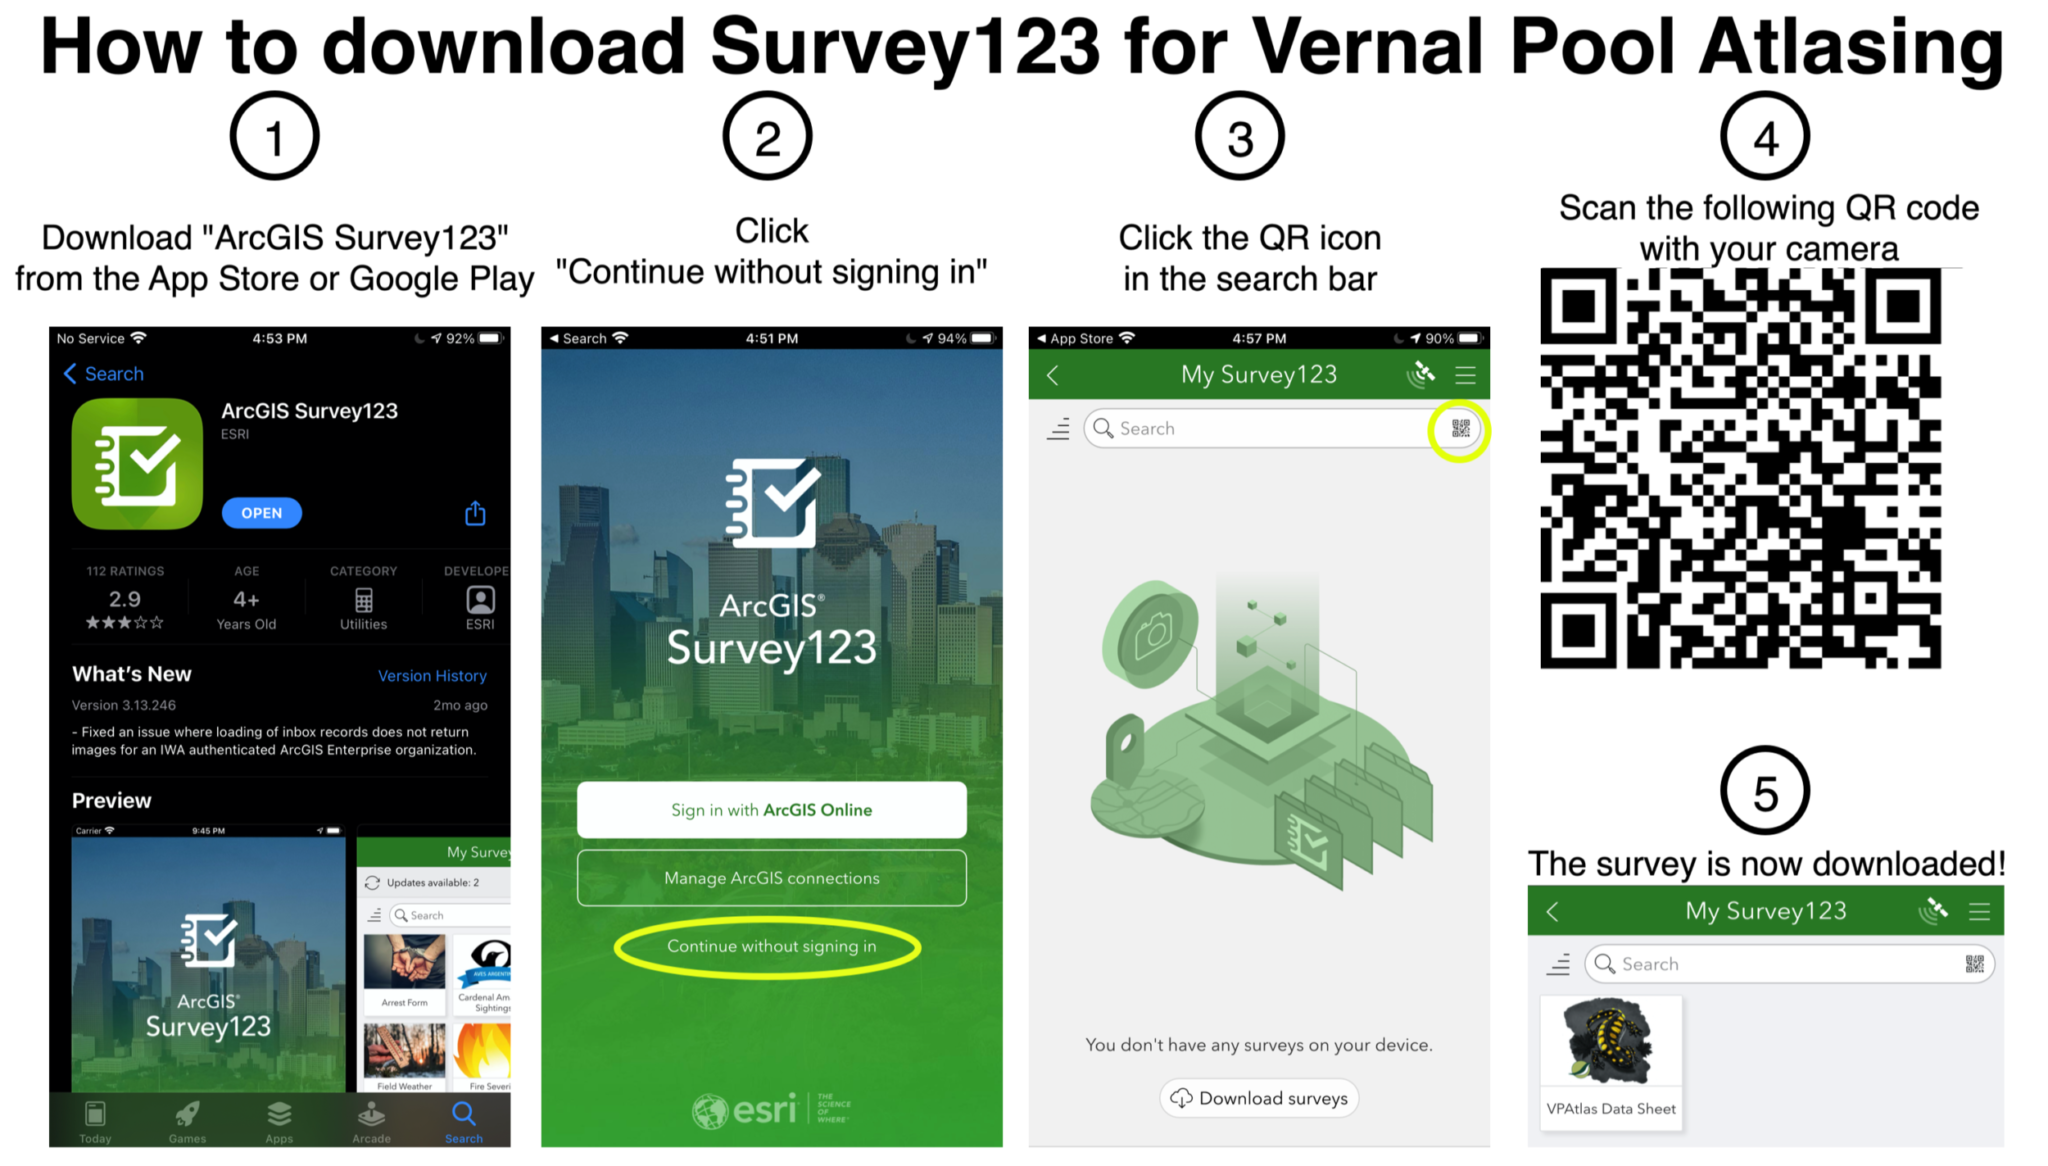 How to download Survey123 for Vernal Pool Atlasing
1
Download "ArcGIS Survey123"
from the App Store or Google Play
No Service
4:53 PM
92%
Search
ArcGIS Survey123
ESRI
OPEN
112 RATINGS
AGE
CATEGORY
DEVELOPE
2.9
4+
Years Old
Utilities
ESRI
What's New
Version History
Version 3.13.246
2mo ago
- Fixed an issue where loading of inbox records does not return
images for an IWA authenticated ArcGIS Enterprise organization.
Preview
Carrier
9:45 PM
ArcGIS®
Survey123
My Survey
Updates available: 2
Search
Arrest Form
Cardenal Am
Sightings
Field Weather
Fire Severi
Today
Games
Apps
Arcade
Search
2
Click
"Continue without signing in"
Search
4:51 PM
94%
ArcGIS®
Survey123
Sign in with ArcGIS Online
Manage ArcGIS connections
Continue without signing in
esri
THE
SCIENCE
OF
WHERE™
3
Click the QR icon
in the search bar
App Store
4:57 PM
90%
My Survey123
Search
You don't have any surveys on your device.
Download surveys
4
Scan the following QR code
with your camera
5
The survey is now downloaded!
My Survey123
Search
VPAtlas Data Sheet